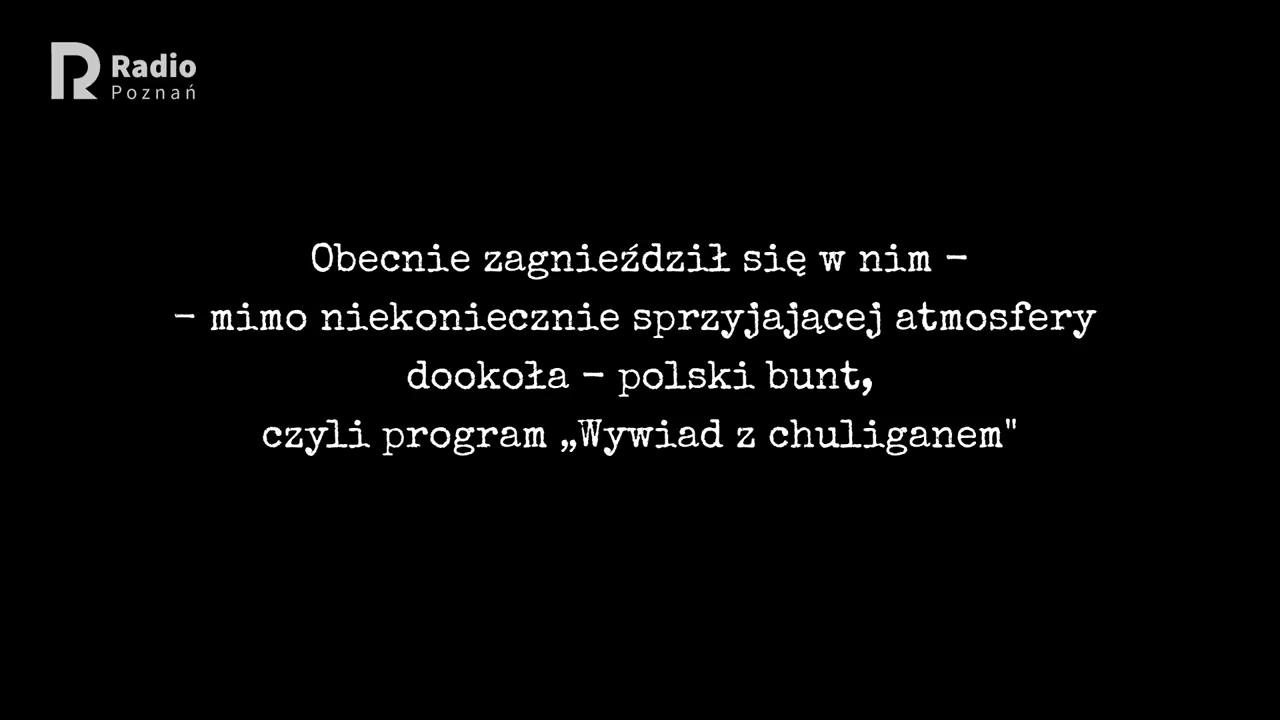 Radio
Poznań
Obecnie zagnieździł się w nim –
– mimo niekoniecznie sprzyjającej atmosfery
dookoła – polski bunt,
czyli program „Wywiad z chuliganem"